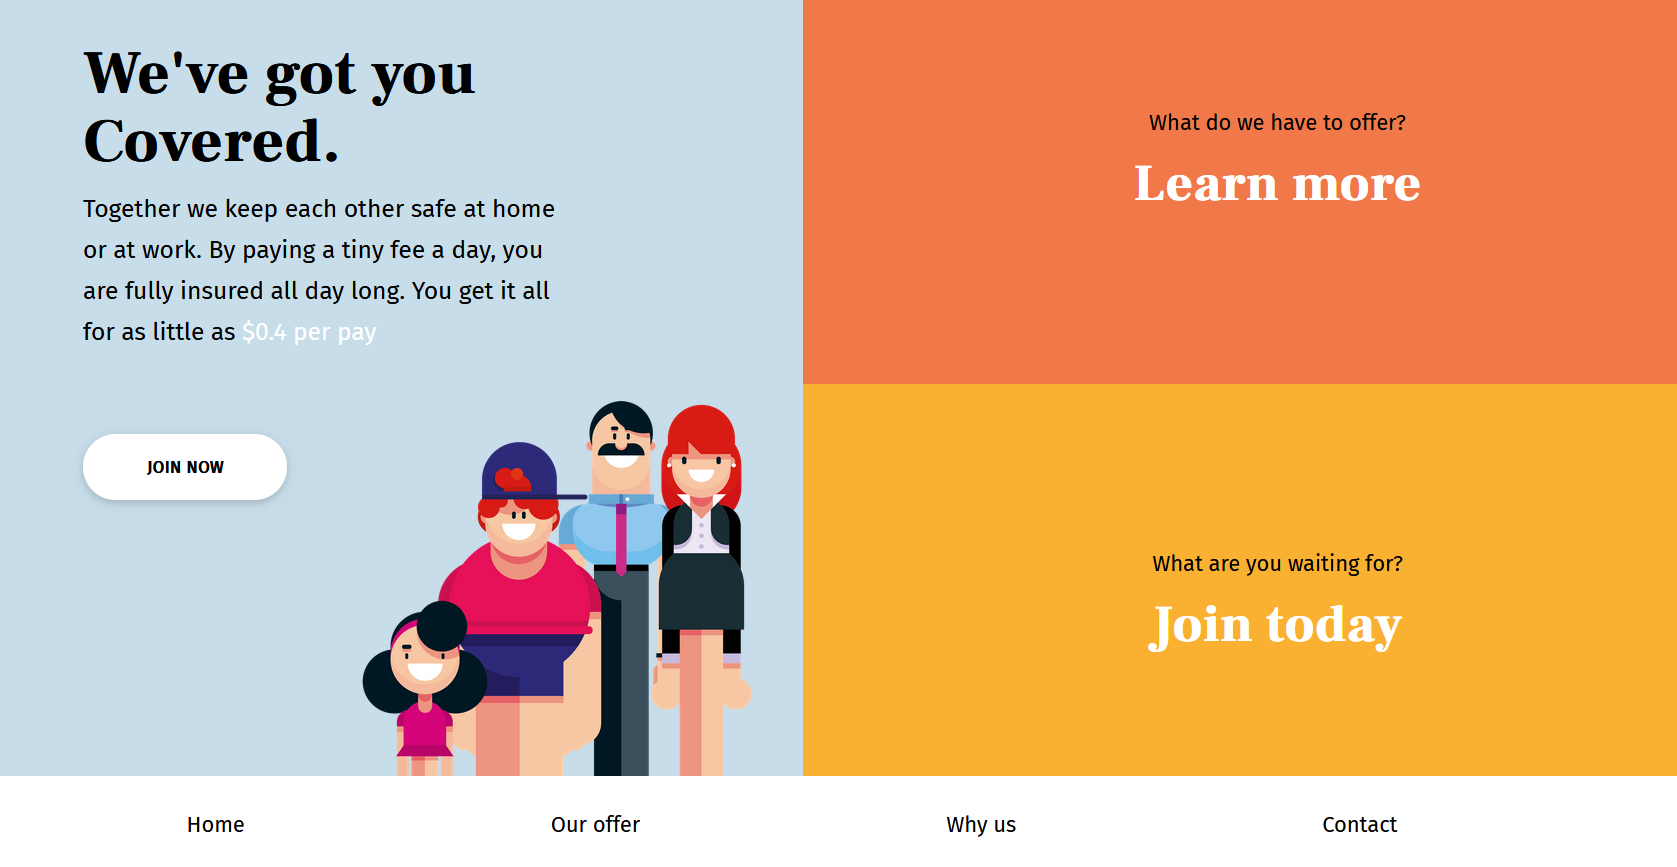 We've got you
Covered.
Together we keep each other safe at home
or at work. By paying a tiny fee a day, you
are fully insured all day long. You get it all
for as little as $0.4 per pay
JOIN NOW
What do we have to offer?
Learn more
What are you waiting for?
Join today
Home
Our offer
Why us
Contact